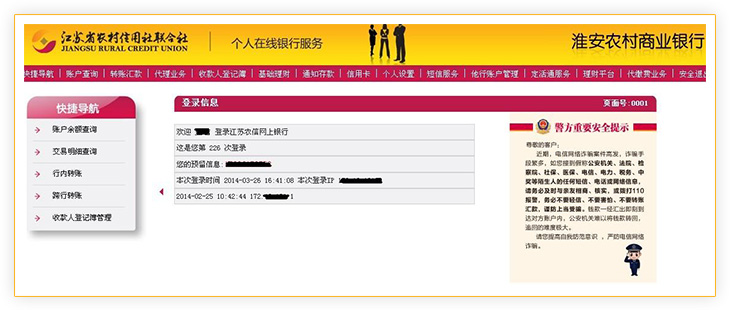 江苏省农村信用社联合社
JIANGSU RURAL CREDIT UNION
个人在线银行服务
淮安农村商业银行
快捷导航 账户查询 转账汇款 代理业务 收款人登记簿 基础理财 通知存款 信用卡 个人设置 短信服务 他行账户管理 定活通服务 理财平台 代缴费业务 安全退出
快捷导航
账户余额查询
交易明细查询
行内转账
跨行转账
收款人登记簿管理
登录信息 页面号:0001
欢迎 登录江苏农信网上银行
这是您第 226 次登录
您的预留信息:
本次登录时间 2014-03-26 16:41:08 本次登录IP 1
2014-02-25 10:42:44 172. 1
警方重要安全提示
尊敬的客户:
近期,电信网络诈骗案件高发,诈骗手
段繁多,如您接到假称公安机关、法院、检
察院、社保、医保、电信、电力、税务、中
奖等陌生人的任何短信、电话或网络信息,
请务必及时与亲友相商、核实,或拨打110
报警,务必不要轻信、不要害怕、不要转账
汇款,谨防上当受骗。钱款一经汇出即刻到
达对方账户内,公安机关难以将钱款转回,
追回的难度极大。
请您提高自我防范意识,严防电信网络
诈骗。